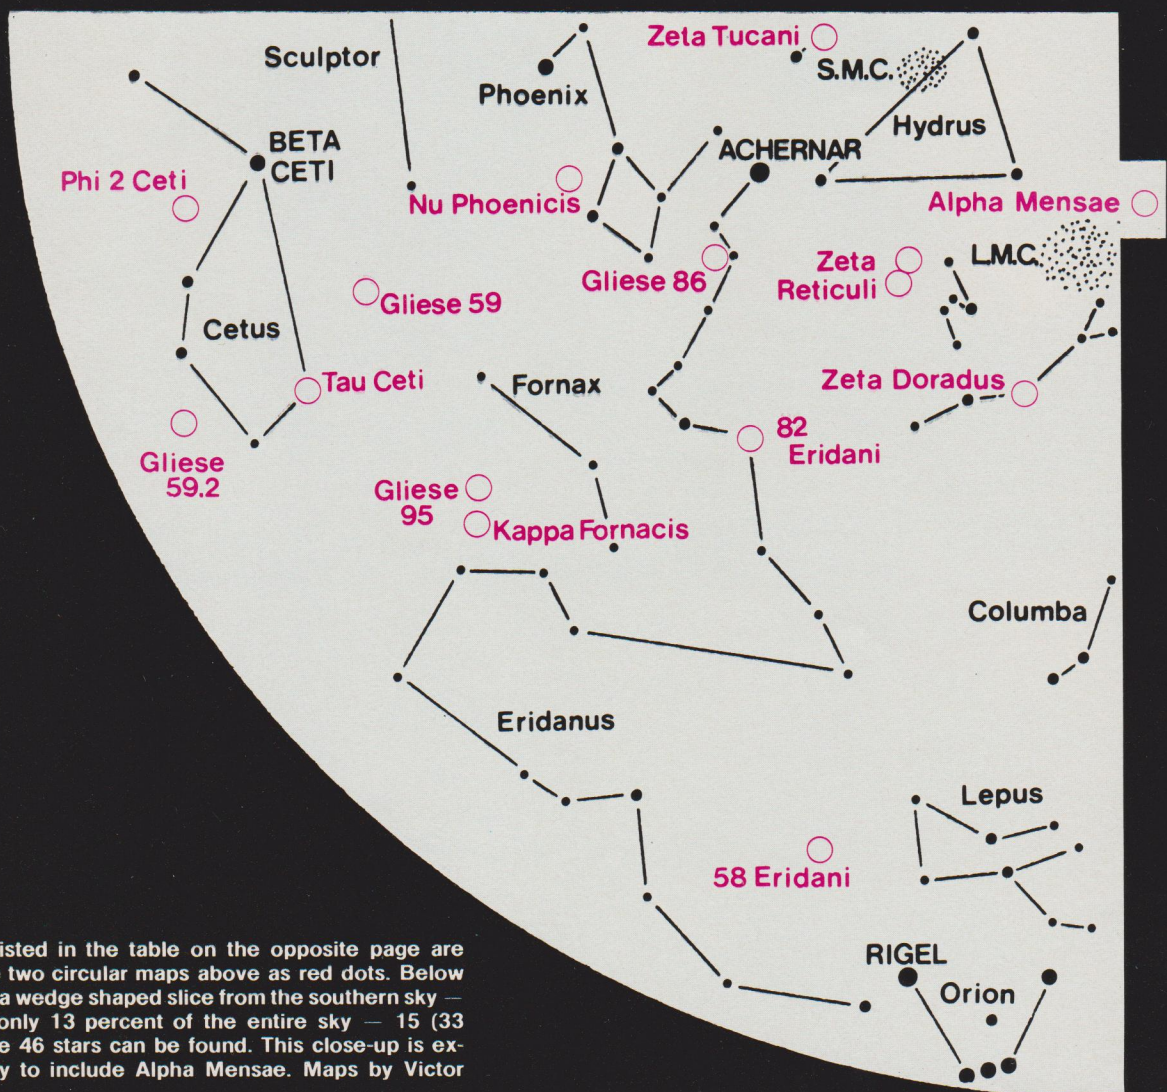 Zeta Tucani
Sculptor
S.M.C.
Phoenix
Hydrus
BETA
CETI
ACHERNAR
Phi 2 Ceti
Nu Phoenicis
Alpha Mensae
L.M.C.
Zeta
Reticuli
Gliese 86
Gliese 59
Cetus
Tau Ceti
Fornax
Zeta Doradus
82
Eridani
Gliese
59.2
Gliese
95
Kappa Fornacis
Columba
Eridanus
Lepus
58 Eridani
RIGEL
Orion
isted in the table on the opposite page are
two circular maps above as red dots. Below
a wedge shaped slice from the southern sky —
only 13 percent of the entire sky — 15 (33
e 46 stars can be found. This close-up is ex-
y to include Alpha Mensae. Maps by Victor